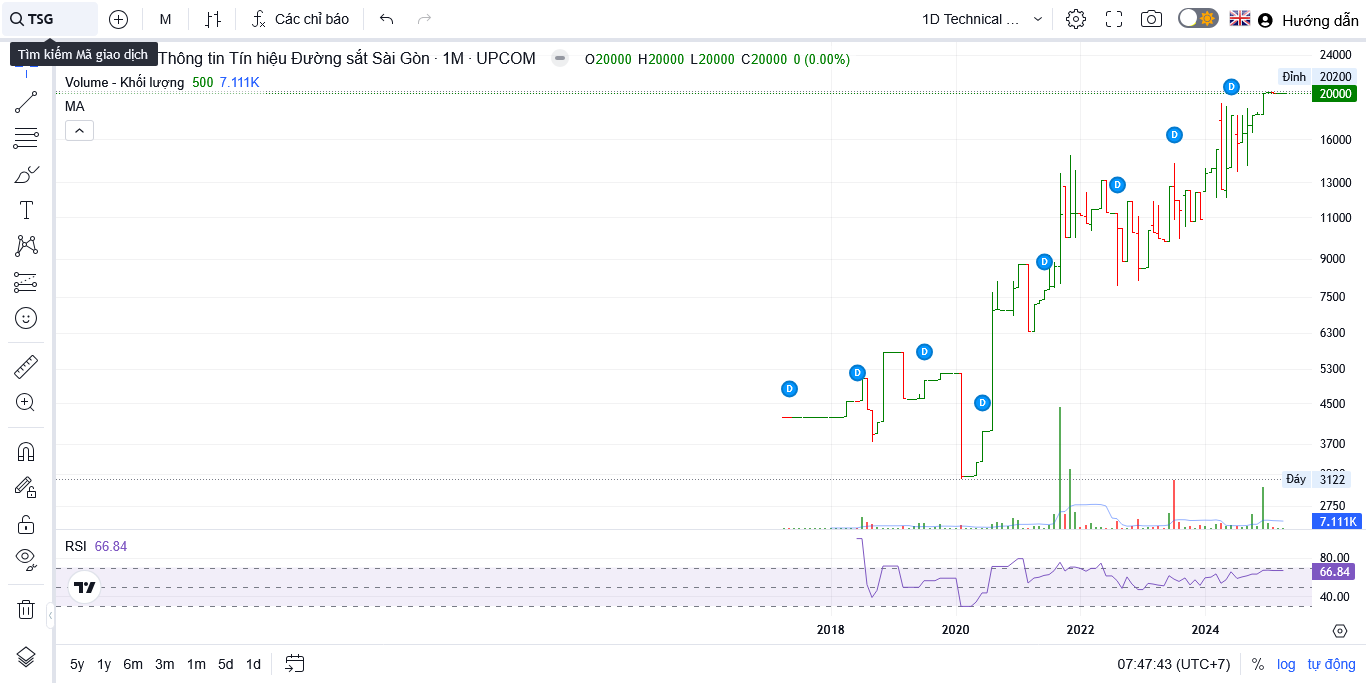 TSG
M
Các chỉ báo
1D Technical ...
Hướng dẫn
Tìm kiếm Mã giao dịch
Thông tin Tín hiệu Đường sắt Sài Gòn · 1M · UPCOM
O20000 H20000 L20000 C20000 0 (0.00%)
Volume - Khối lượng 500 7.111K
MA
24000
Đỉnh 20200
20000
16000
13000
11000
9000
7500
6300
5300
4500
3700
Đáy 3122
2750
7.111K
D
D
D
D
D
D
D
D
D
RSI 66.84
80.00
66.84
40.00
2018 2020 2022 2024
5y 1y 6m 3m 1m 5d 1d
07:47:43 (UTC+7)
% log tự động